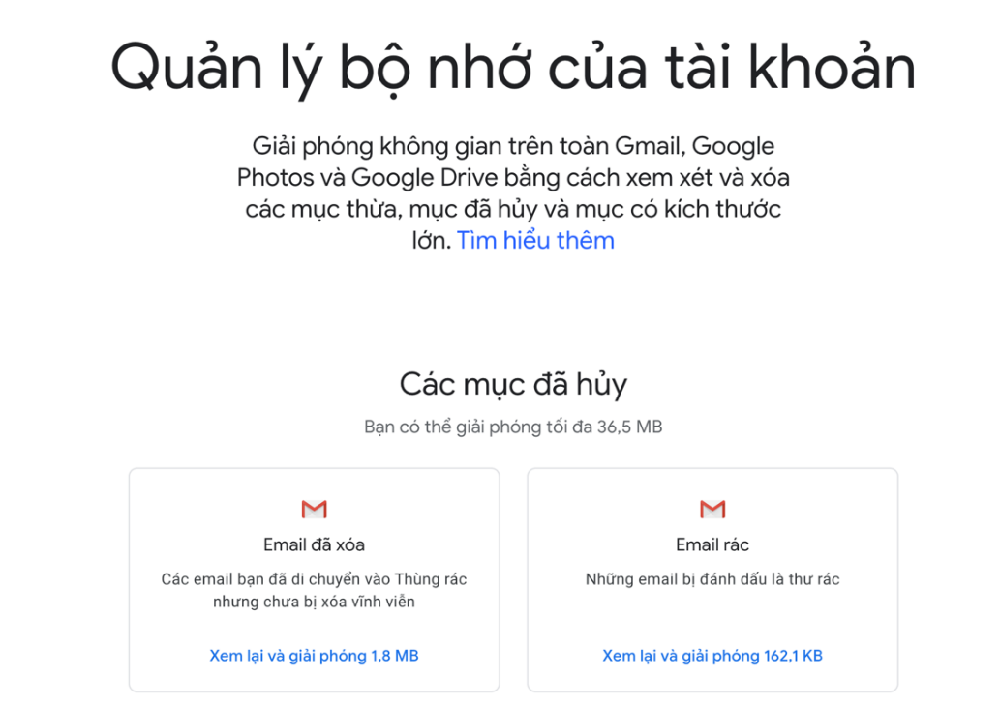 Quản lý bộ nhớ của tài khoản
Giải phóng không gian trên toàn Gmail, Google
Photos và Google Drive bằng cách xem xét và xóa
các mục thừa, mục đã hủy và mục có kích thước
lớn. Tìm hiểu thêm
Các mục đã hủy
Bạn có thể giải phóng tối đa 36,5 MB
Email đã xóa
Các email bạn đã di chuyển vào Thùng rác
nhưng chưa bị xóa vĩnh viễn
Xem lại và giải phóng 1,8 MB
Email rác
Những email bị đánh dấu là thư rác
Xem lại và giải phóng 162,1 KB